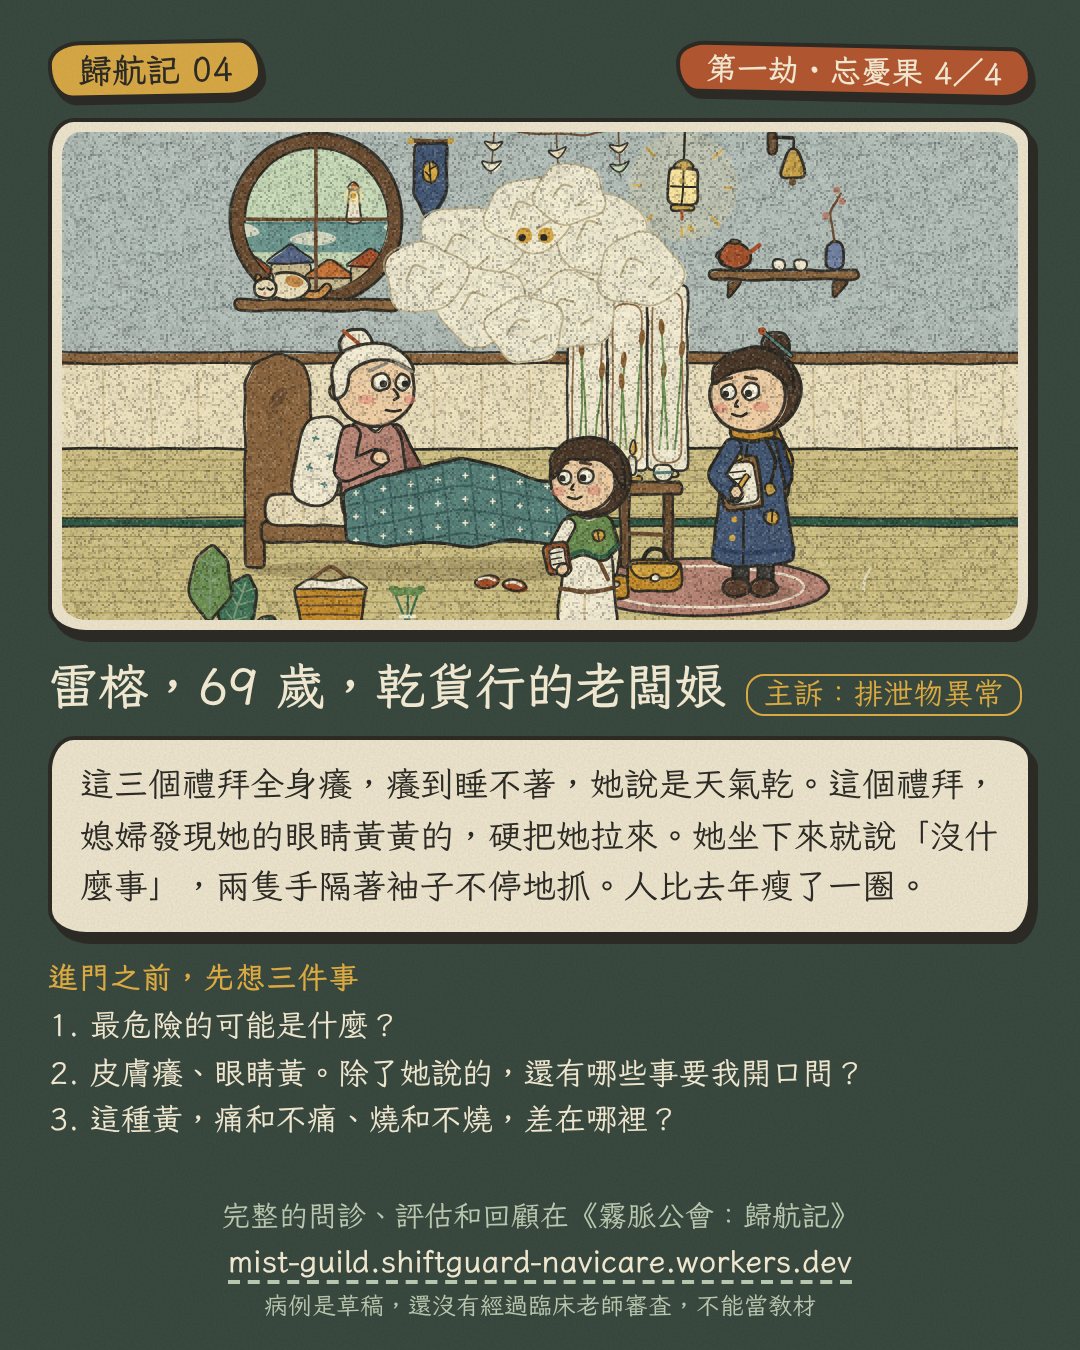 歸航記 04
第一劫・忘憂果 4／4
雷榕，69 歲，乾貨行的老闆娘
主訴：排泄物異常
這三個禮拜全身癢，癢到睡不著，她說是天氣乾。這個禮拜，
媳婦發現她的眼睛黃黃的，硬把她拉來。她坐下來就說「沒什
麼事」，兩隻手隔著袖子不停地抓。人比去年瘦了一圈。
進門之前，先想三件事
1. 最危險的可能是什麼？
2. 皮膚癢、眼睛黃。除了她說的，還有哪些事要我開口問？
3. 這種黃，痛和不痛、燒和不燒，差在哪裡？
完整的問診、評估和回顧在《霧脈公會：歸航記》
mist-guild.shiftguard-navicare.workers.dev
病例是草稿，還沒有經過臨床老師審查，不能當教材